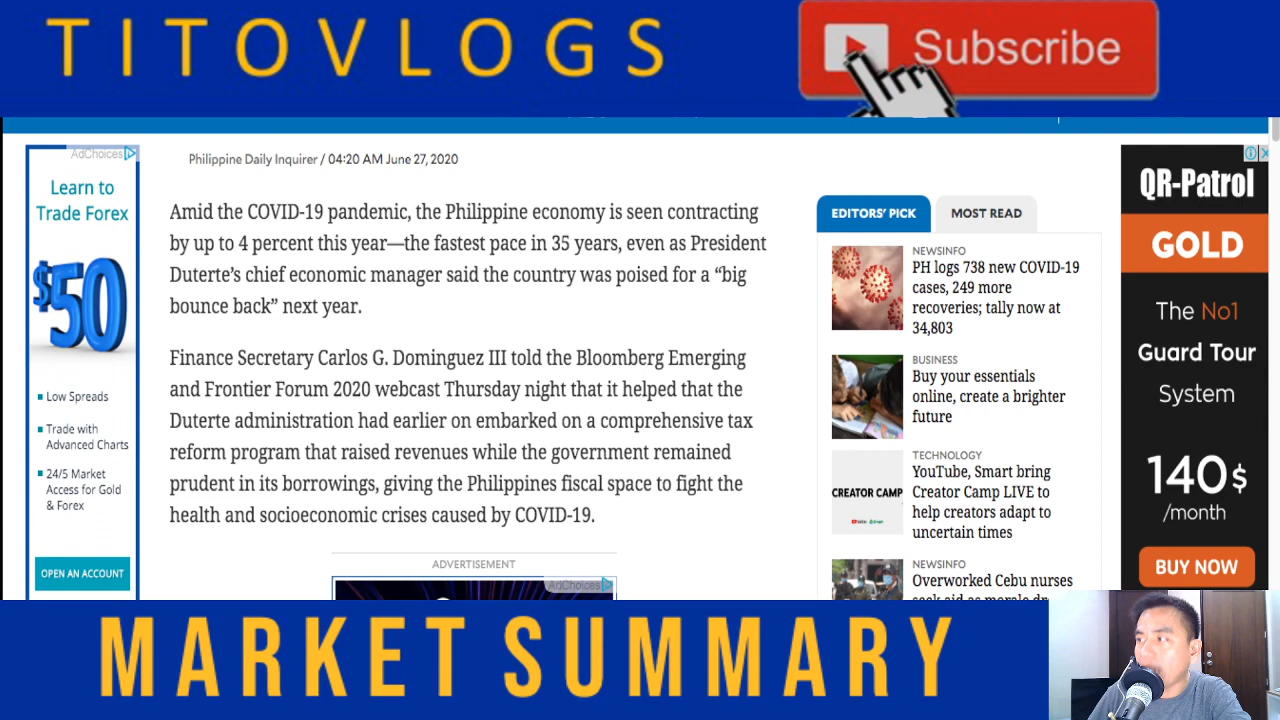 TITOVLOGS
Subscribe
AdChoices
Learn to
Trade Forex
$50
Low Spreads
Trade with
Advanced Charts
24/5 Market
Access for Gold
& Forex
OPEN AN ACCOUNT
Philippine Daily Inquirer / 04:20 AM June 27, 2020
Amid the COVID-19 pandemic, the Philippine economy is seen contracting
by up to 4 percent this year—the fastest pace in 35 years, even as President
Duterte's chief economic manager said the country was poised for a “big
bounce back” next year.
Finance Secretary Carlos G. Dominguez III told the Bloomberg Emerging
and Frontier Forum 2020 webcast Thursday night that it helped that the
Duterte administration had earlier on embarked on a comprehensive tax
reform program that raised revenues while the government remained
prudent in its borrowings, giving the Philippines fiscal space to fight the
health and socioeconomic crises caused by COVID-19.
ADVERTISEMENT
AdChoices
EDITORS' PICK
MOST READ
NEWSINFO
PH logs 738 new COVID-19
cases, 249 more
recoveries; tally now at
34,803
BUSINESS
Buy your essentials
online, create a brighter
future
CREATOR CAMP
TECHNOLOGY
YouTube, Smart bring
Creator Camp LIVE to
help creators adapt to
uncertain times
NEWSINFO
Overworked Cebu nurses
seek aid as morale
QR-Patrol
GOLD
The No1
Guard Tour
System
140$
/month
BUY NOW
MARKET SUMMARY